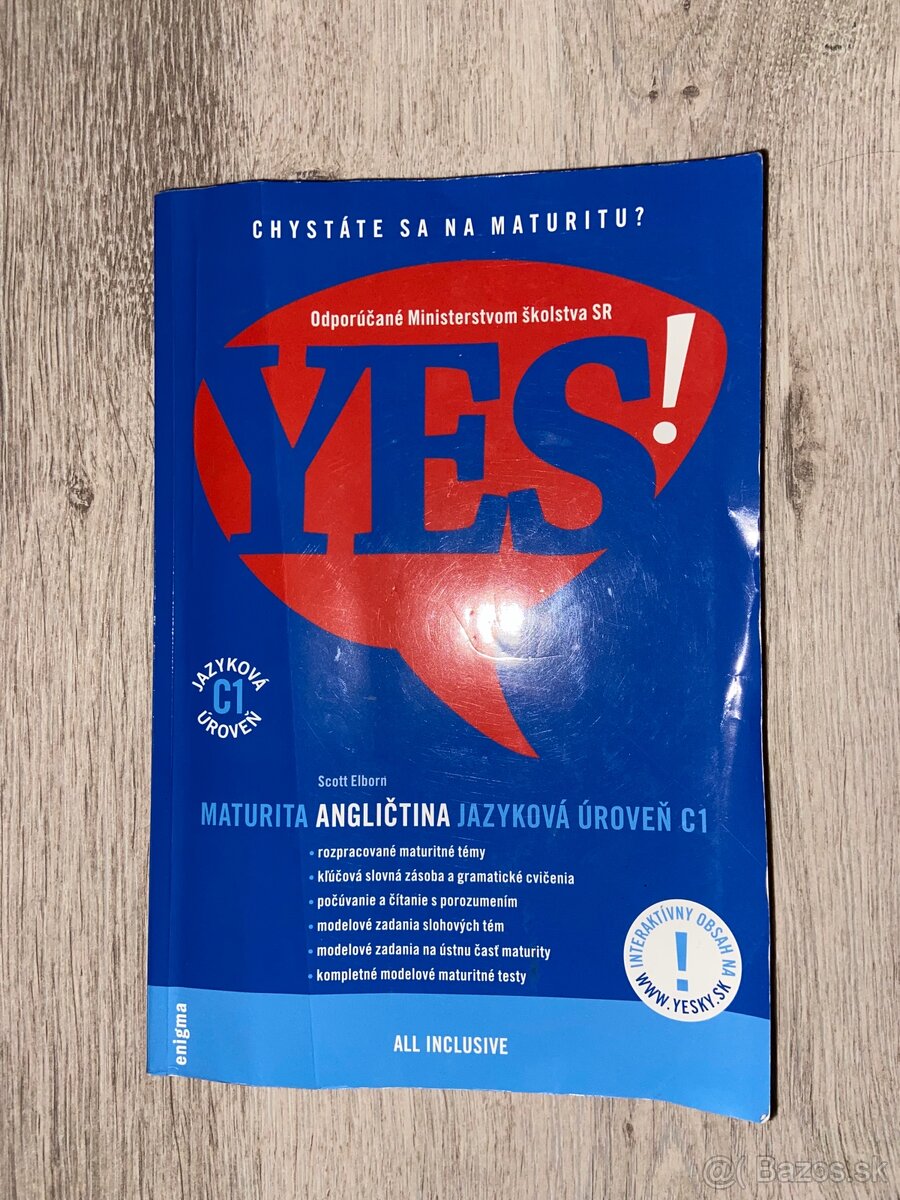 CHYSTÁTE SA NA MATURITU?
Odporúčané Ministerstvom školstva SR
YES!
JAZYKOVÁ
C1
ÚROVEŇ
Scott Elborn
MATURITA ANGLIČTINA JAZYKOVÁ ÚROVEŇ C1
• rozpracované maturitné témy
• kľúčová slovná zásoba a gramatické cvičenia
• počúvanie a čítanie s porozumením
• modelové zadania slohových tém
• modelové zadania na ústnu časť maturity
• kompletné modelové maturitné testy
INTERAKTÍVNY OBSAH NA
!
WWW.YESKY.SK
enigma
ALL INCLUSIVE
@ Bazos.sk